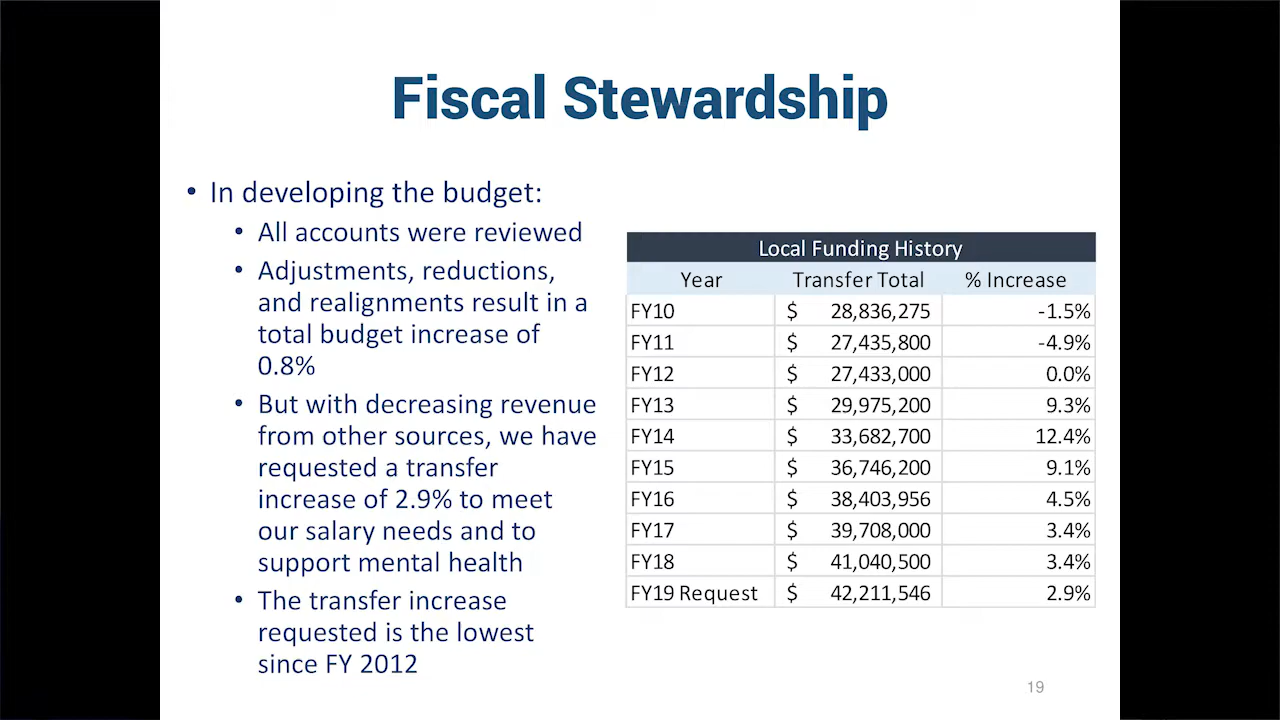 Fiscal Stewardship
• In developing the budget:
• All accounts were reviewed
• Adjustments, reductions,
and realignments result in a
total budget increase of
0.8%
• But with decreasing revenue
from other sources, we have
requested a transfer
increase of 2.9% to meet
our salary needs and to
support mental health
• The transfer increase
requested is the lowest
since FY 2012
Local Funding History
Year Transfer Total % Increase
FY10 $ 28,836,275 -1.5%
FY11 $ 27,435,800 -4.9%
FY12 $ 27,433,000 0.0%
FY13 $ 29,975,200 9.3%
FY14 $ 33,682,700 12.4%
FY15 $ 36,746,200 9.1%
FY16 $ 38,403,956 4.5%
FY17 $ 39,708,000 3.4%
FY18 $ 41,040,500 3.4%
FY19 Request $ 42,211,546 2.9%
19